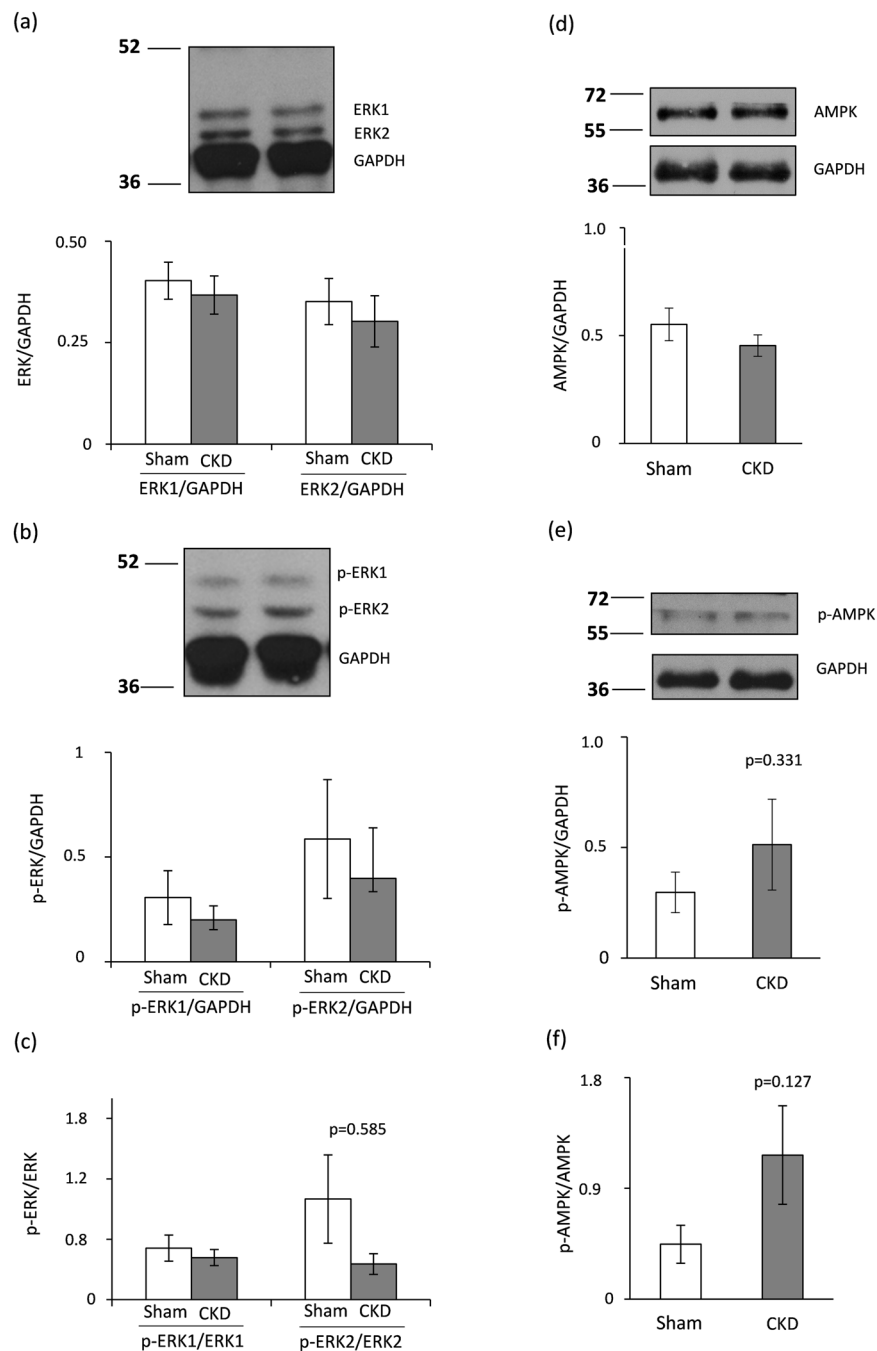 (a)
52
ERK1
ERK2
GAPDH
36
0.50
0.25
0
ERK/GAPDH
Sham CKD Sham CKD
ERK1/GAPDH ERK2/GAPDH
(b)
52
p-ERK1
p-ERK2
GAPDH
36
1
0.5
0
p-ERK/GAPDH
Sham CKD Sham CKD
p-ERK1/GAPDH p-ERK2/GAPDH
(c)
1.8
1.2
0.8
0
p-ERK/ERK
p=0.585
Sham CKD Sham CKD
p-ERK1/ERK1 p-ERK2/ERK2
(d)
72
55
AMPK
36
GAPDH
1.0
0.5
0
AMPK/GAPDH
Sham CKD
(e)
72
55
p-AMPK
36
GAPDH
1
0.5
0
p-AMPK/GAPDH
p=0.331
Sham CKD
(f)
1.8
0.9
0
p-AMPK/AMPK
p=0.127
Sham CKD